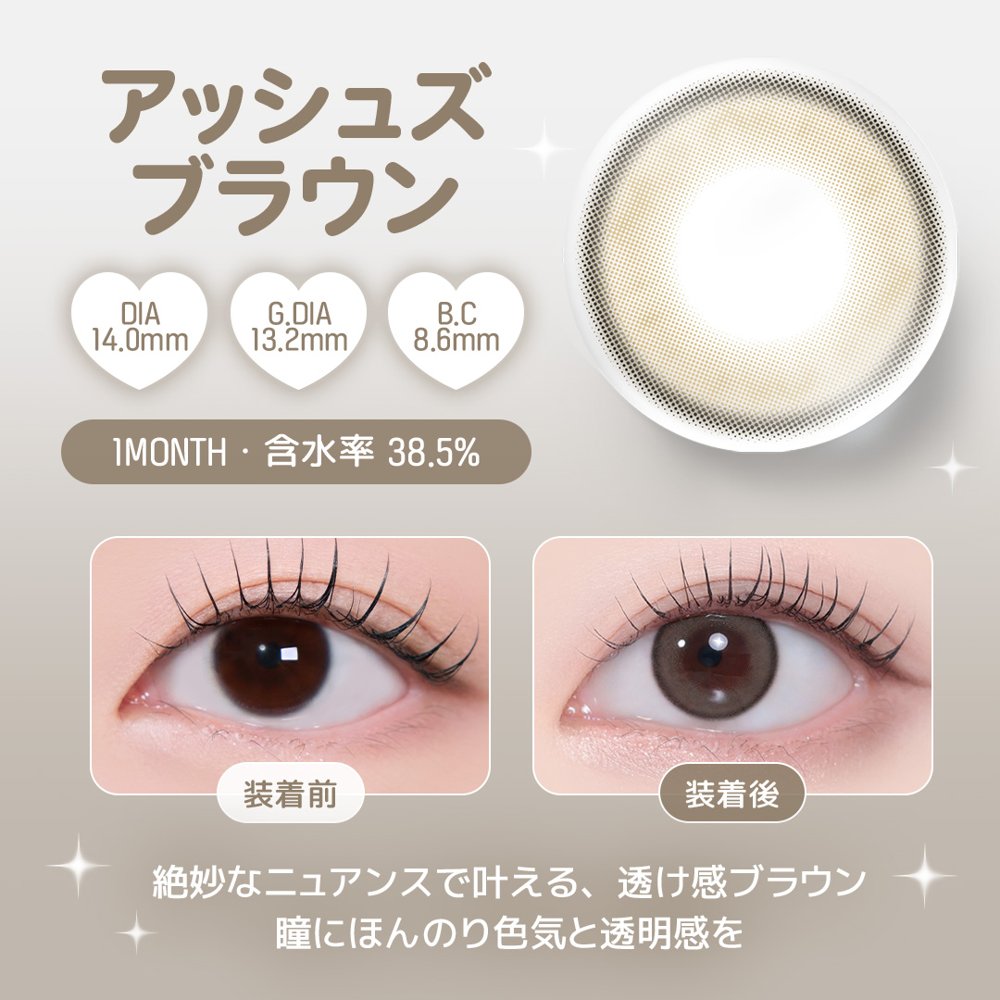 アッシュズ
ブラウン
DIA
14.0mm
G.DIA
13.2mm
B.C
8.6mm
1MONTH・含水率 38.5%
装着前
装着後
絶妙なニュアンスで叶える、透け感ブラウン
瞳にほんのり色気と透明感を